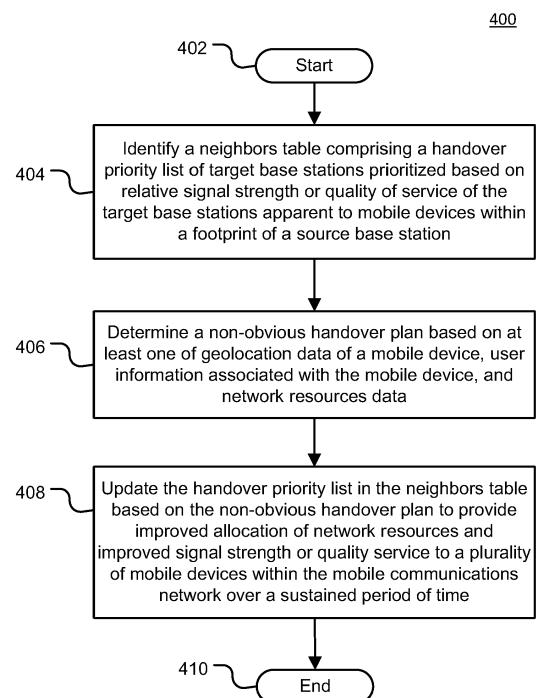 400
402
Start
404
Identify a neighbors table comprising a handover
priority list of target base stations prioritized based on
relative signal strength or quality of service of the
target base stations apparent to mobile devices within
a footprint of a source base station
406
Determine a non-obvious handover plan based on at
least one of geolocation data of a mobile device, user
information associated with the mobile device, and
network resources data
408
Update the handover priority list in the neighbors table
based on the non-obvious handover plan to provide
improved allocation of network resources and
improved signal strength or quality service to a plurality
of mobile devices within the mobile communications
network over a sustained period of time
410
End